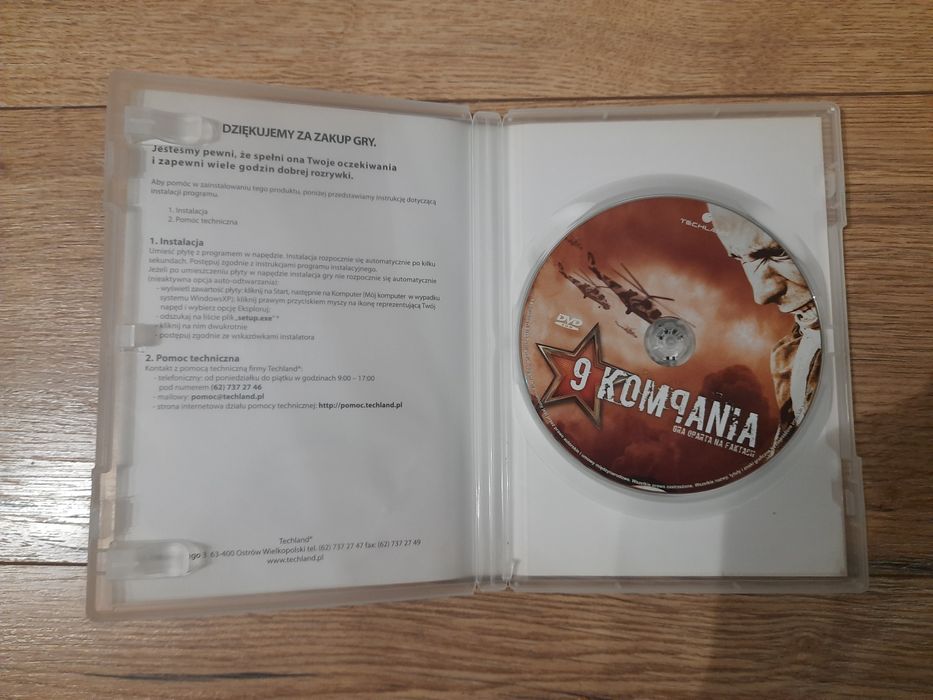 DZIĘKUJEMY ZA ZAKUP GRY.
Jesteśmy pewni, że spełni ona Twoje oczekiwania
i zapewni wiele godzin dobrej rozrywki.
Aby pomóc w zainstalowaniu tego produktu, poniżej przedstawiamy instrukcję dotyczącą
instalacji programu.
1. Instalacja
2. Pomoc techniczna
1. Instalacja
Umieść płytę z programem w napędzie. Instalacja rozpocznie się automatycznie po kilku
sekundach. Postępuj zgodnie z instrukcjami programu instalacyjnego.
Jeżeli po umieszczeniu płyty w napędzie instalacja gry nie rozpocznie się automatycznie
(nieaktywna opcja auto-odtwarzania):
- wyświetl zawartość płyty: kliknij na Start, następnie na Komputer (Mój komputer w wypadku
systemu WindowsXP); kliknij prawym przyciskiem myszy na ikonę reprezentującą Twój
napęd i wybierz opcję Eksploruj;
- odszukaj na liście plik „setup.exe”
- kliknij na nim dwukrotnie
- postępuj zgodnie ze wskazówkami instalatora
2. Pomoc techniczna
Kontakt z pomocą techniczną firmy Techland®:
- telefoniczny: od poniedziałku do piątku w godzinach 9:00 – 17:00
pod numerem (62) 737 27 46
- mailowy: pomoc@techland.pl
- strona internetowa działu pomocy technicznej: http://pomoc.techland.pl
Techland®
3 63-400 Ostrów Wielkopolski tel. (62) 737 27 47 fax: (62) 737 27 49
www.techland.pl
TECHLAND
DVD
9 KOMPANIA
GRA OPARTA NA FAKTACH
Wszelkie prawa zastrzeżone. Wszelkie nazwy, tytuły i znaki